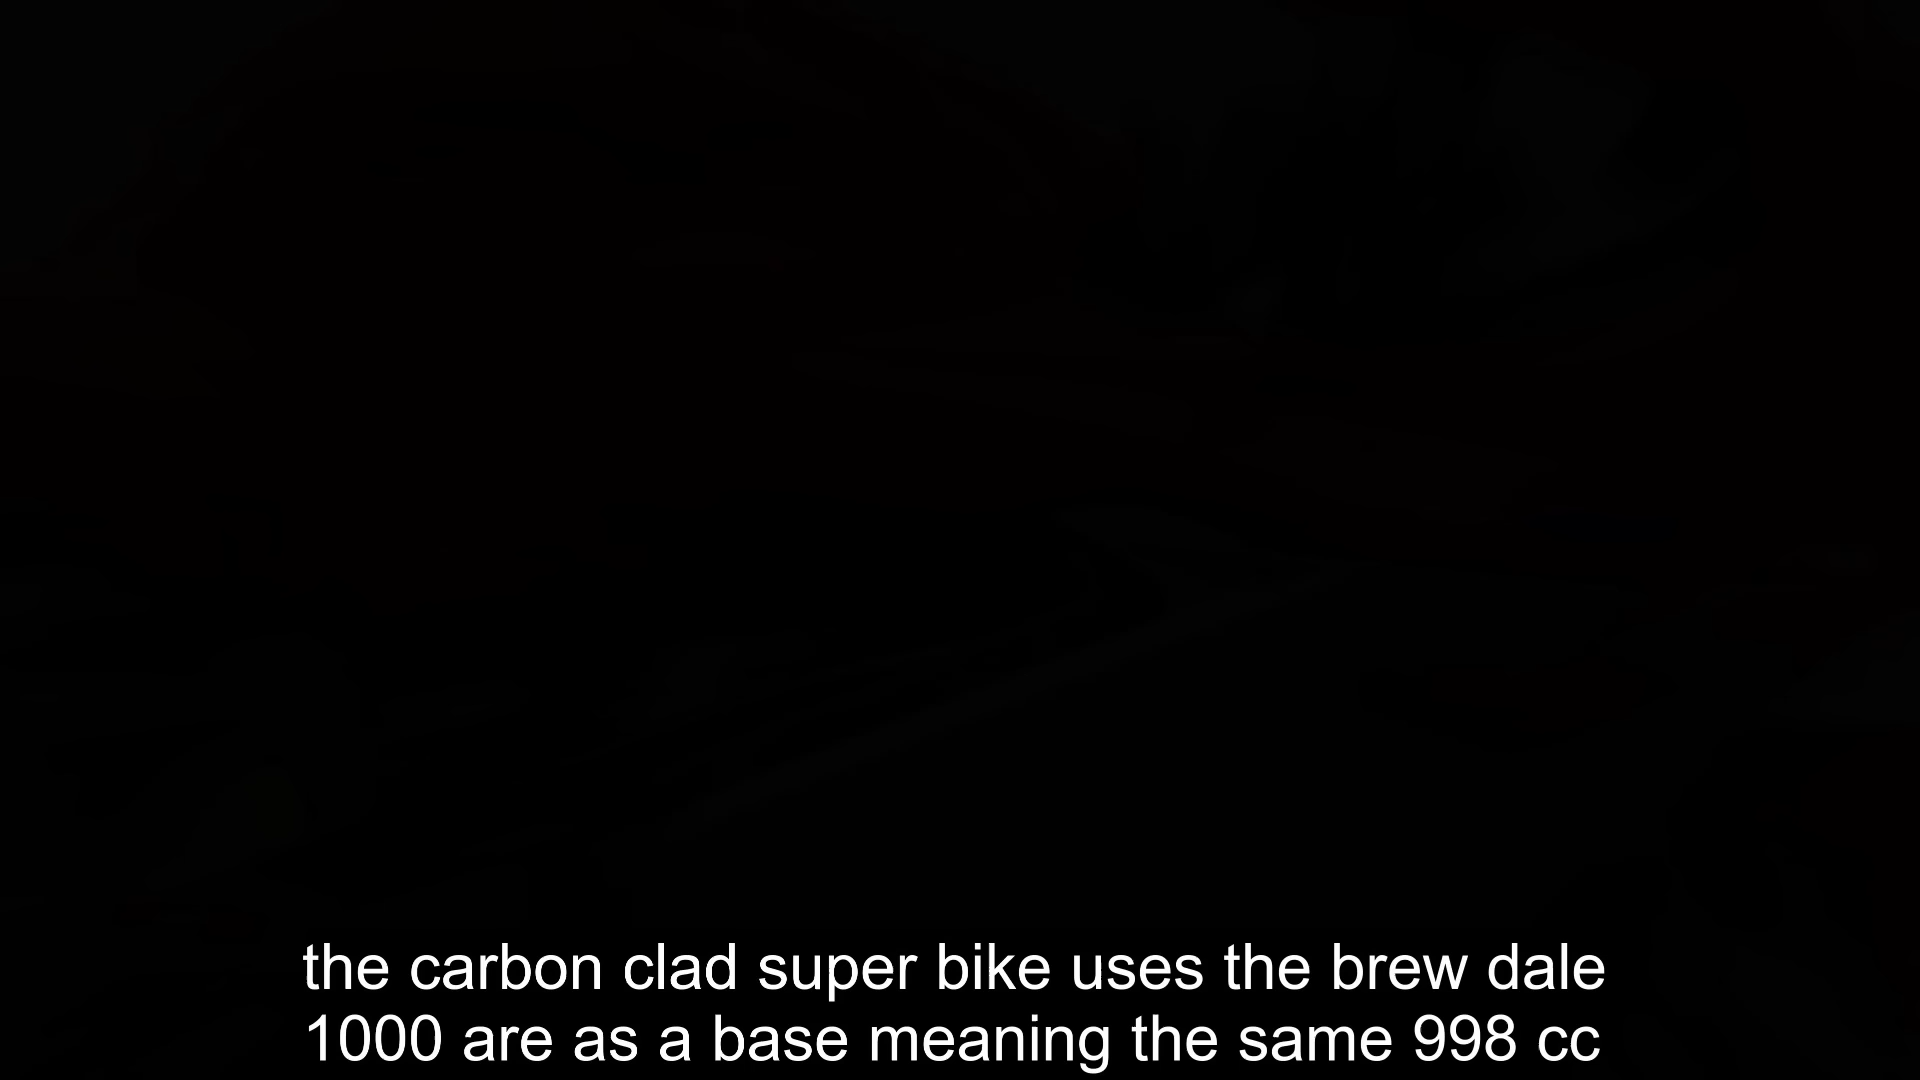 the carbon clad super bike uses the brew dale
1000 are as a base meaning the same 998 cc